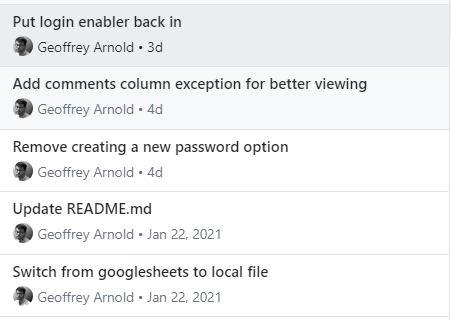 Put login enabler back in
Geoffrey Arnold • 3d
Add comments column exception for better viewing
Geoffrey Arnold • 4d
Remove creating a new password option
Geoffrey Arnold • 4d
Update README.md
Geoffrey Arnold • Jan 22, 2021
Switch from googlesheets to local file
Geoffrey Arnold • Jan 22, 2021